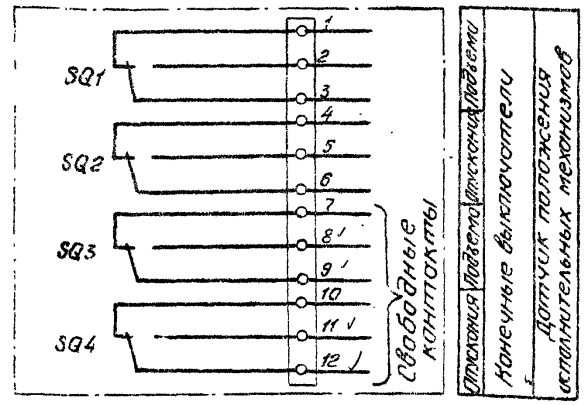 1
2
SQ1
3
4
5
SQ2
6
7
8
SQ3
9
10
11
SQ4
12
Свободные
контакты
Опускания
Подъема
Опускания
Подъема
Конечные выключатели
Датчик положения
исполнительных механизмов